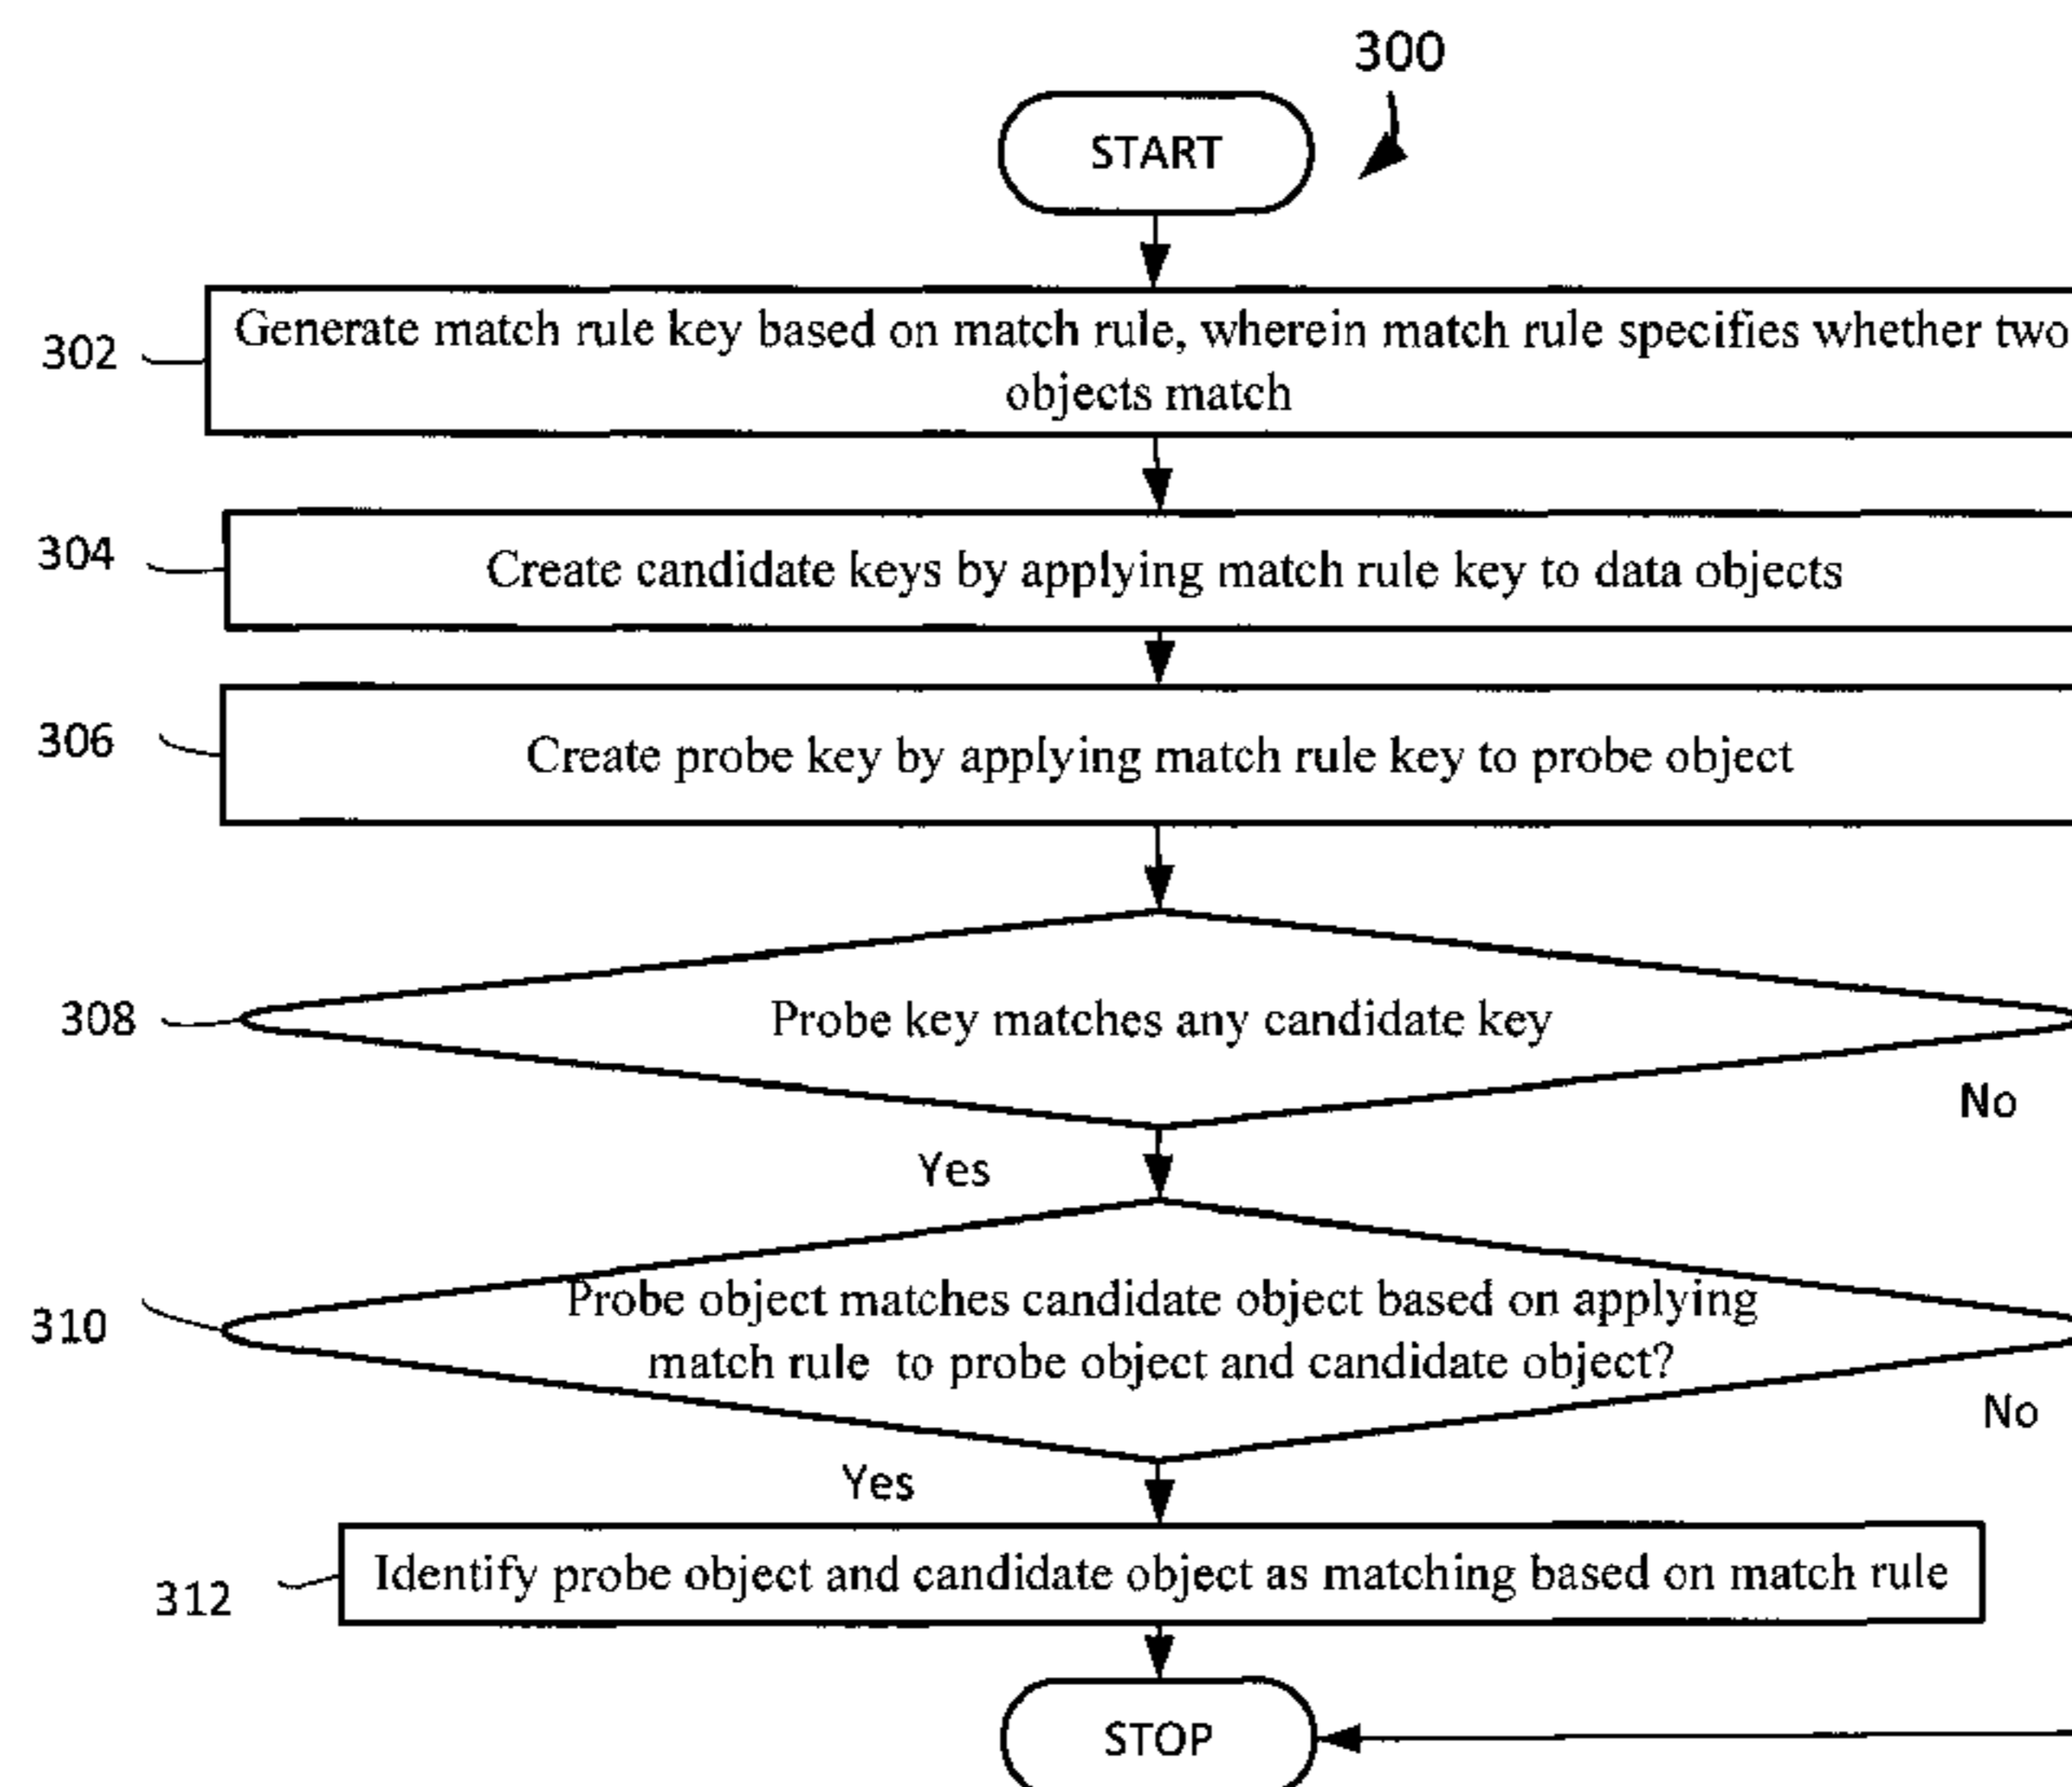 300
START
302
Generate match rule key based on match rule, wherein match rule specifies whether two
objects match
304
Create candidate keys by applying match rule key to data objects
306
Create probe key by applying match rule key to probe object
308
Probe key matches any candidate key
No
Yes
310
Probe object matches candidate object based on applying
match rule to probe object and candidate object?
No
Yes
312
Identify probe object and candidate object as matching based on match rule
STOP